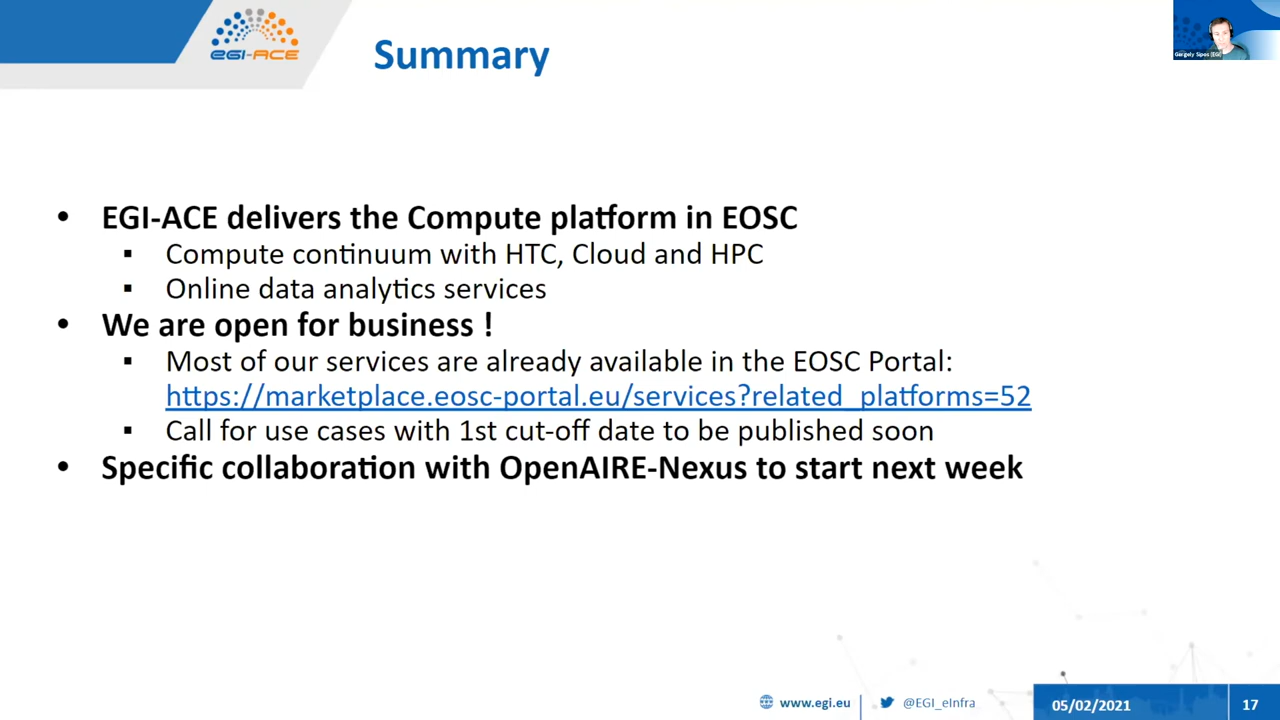 EGI-ACE
Summary
Gergely Sipos (EGI)
• EGI-ACE delivers the Compute platform in EOSC
▪ Compute continuum with HTC, Cloud and HPC
▪ Online data analytics services
• We are open for business !
▪ Most of our services are already available in the EOSC Portal:
https://marketplace.eosc-portal.eu/services?related_platforms=52
▪ Call for use cases with 1st cut-off date to be published soon
• Specific collaboration with OpenAIRE-Nexus to start next week
www.egi.eu
@EGI_eInfra
05/02/2021
17